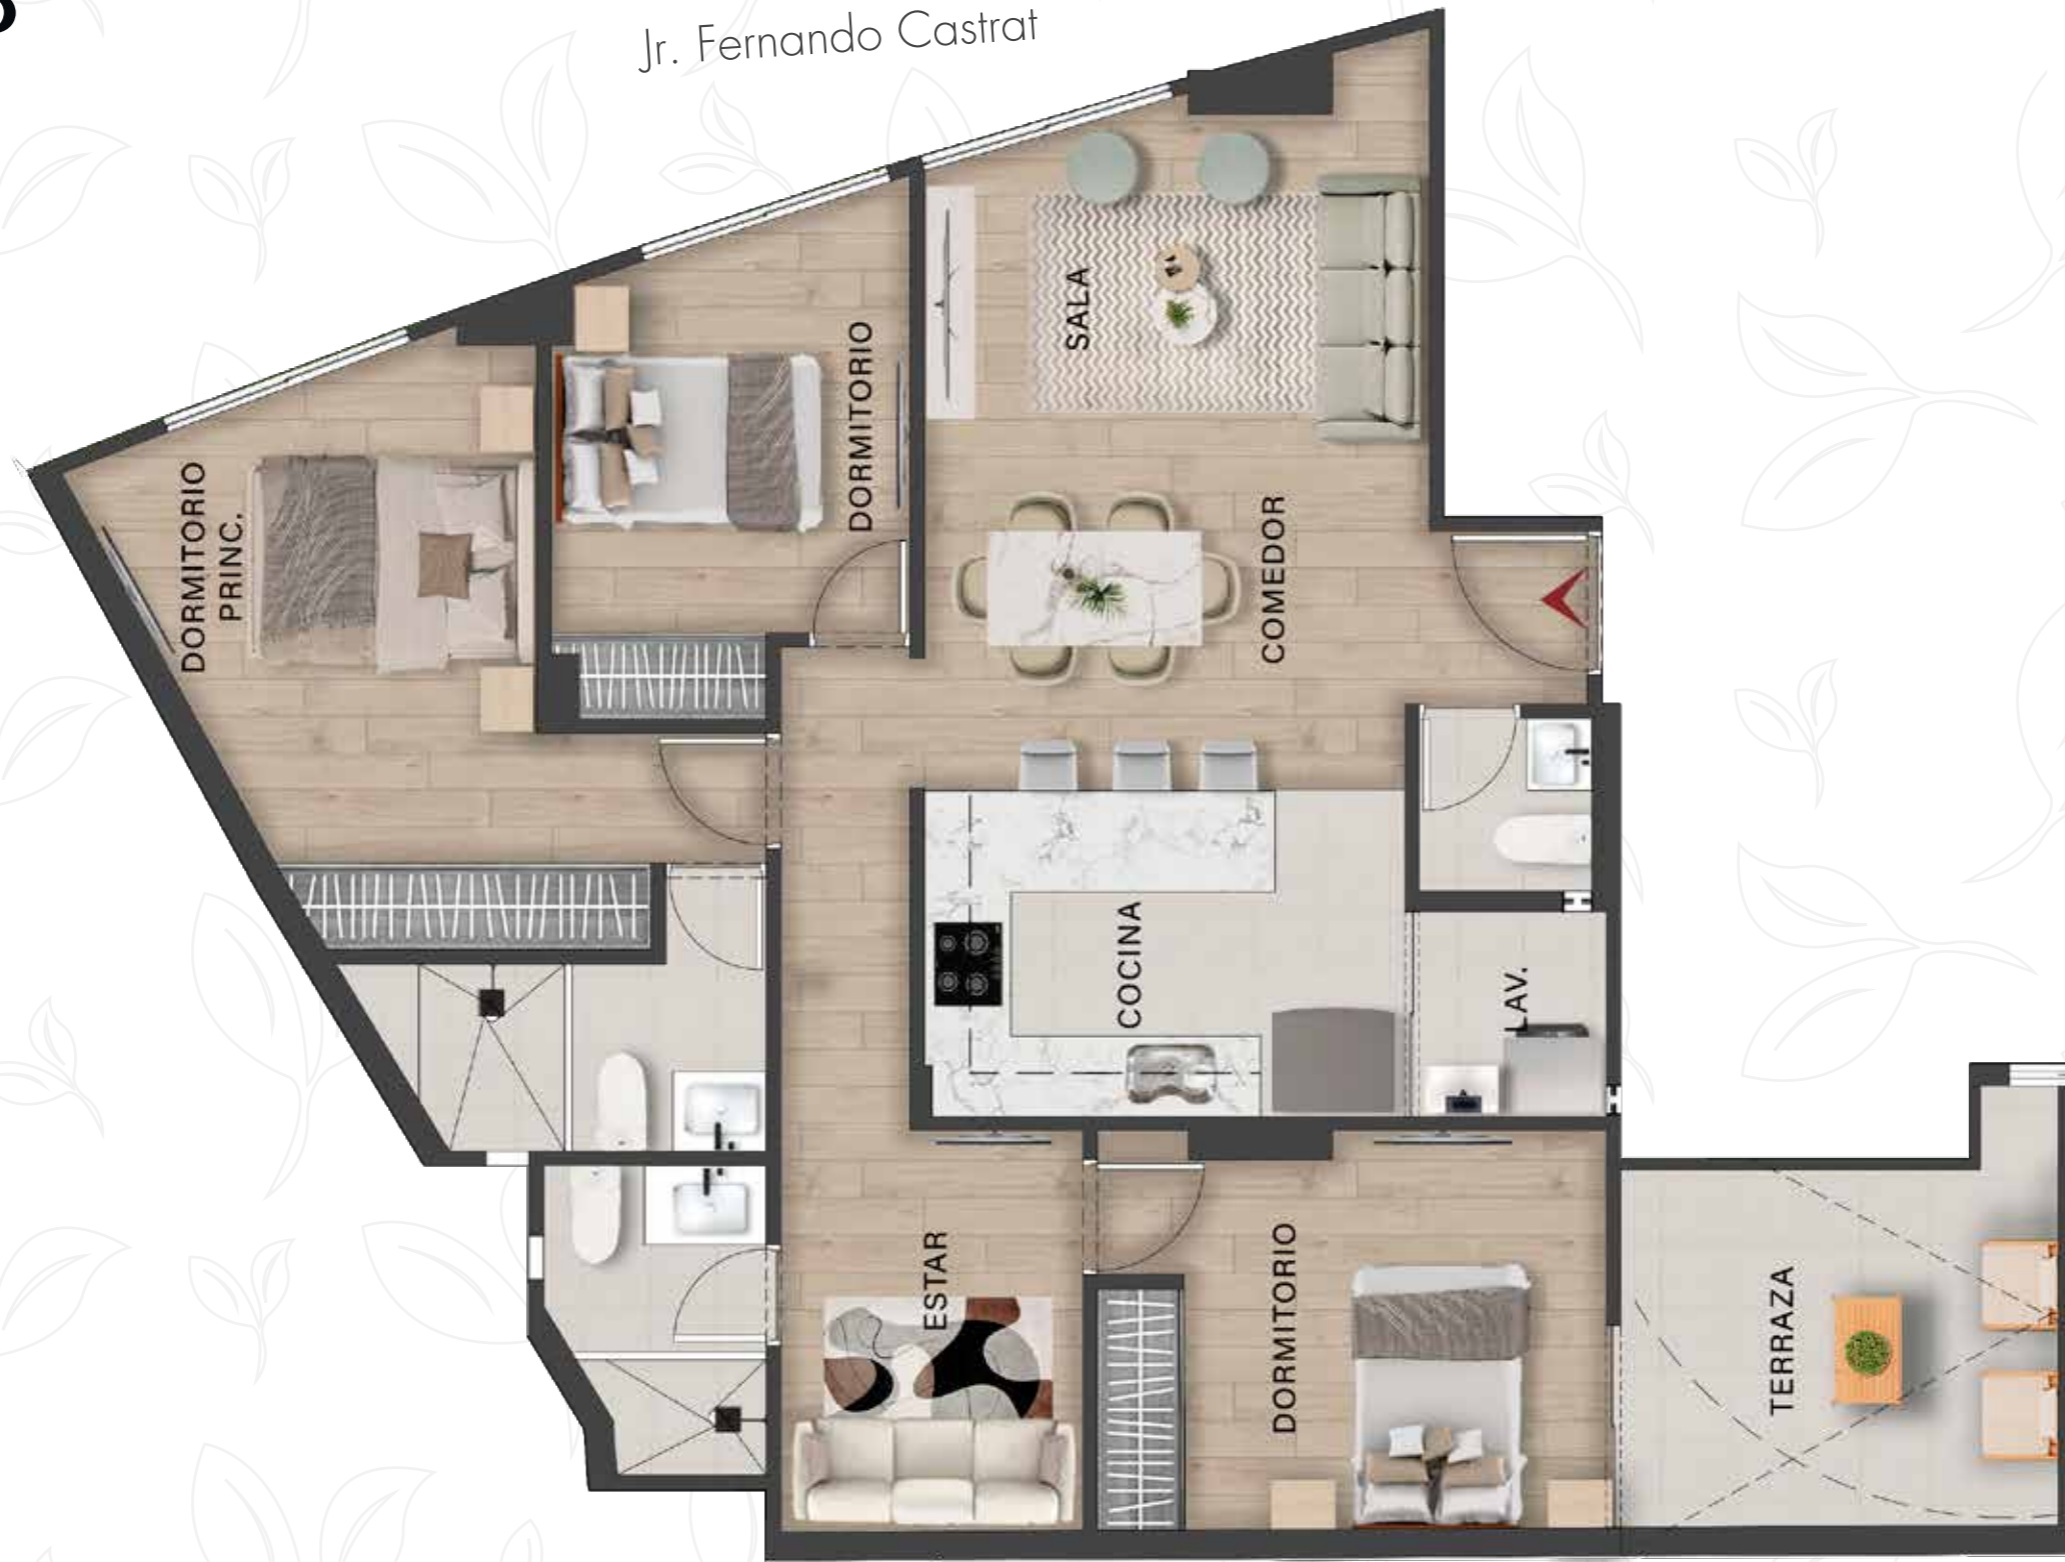 Jr. Fernando Castrat
SALA
DORMITORIO
DORMITORIO
PRINC.
COMEDOR
COCINA
LAV.
ESTAR
DORMITORIO
TERRAZA